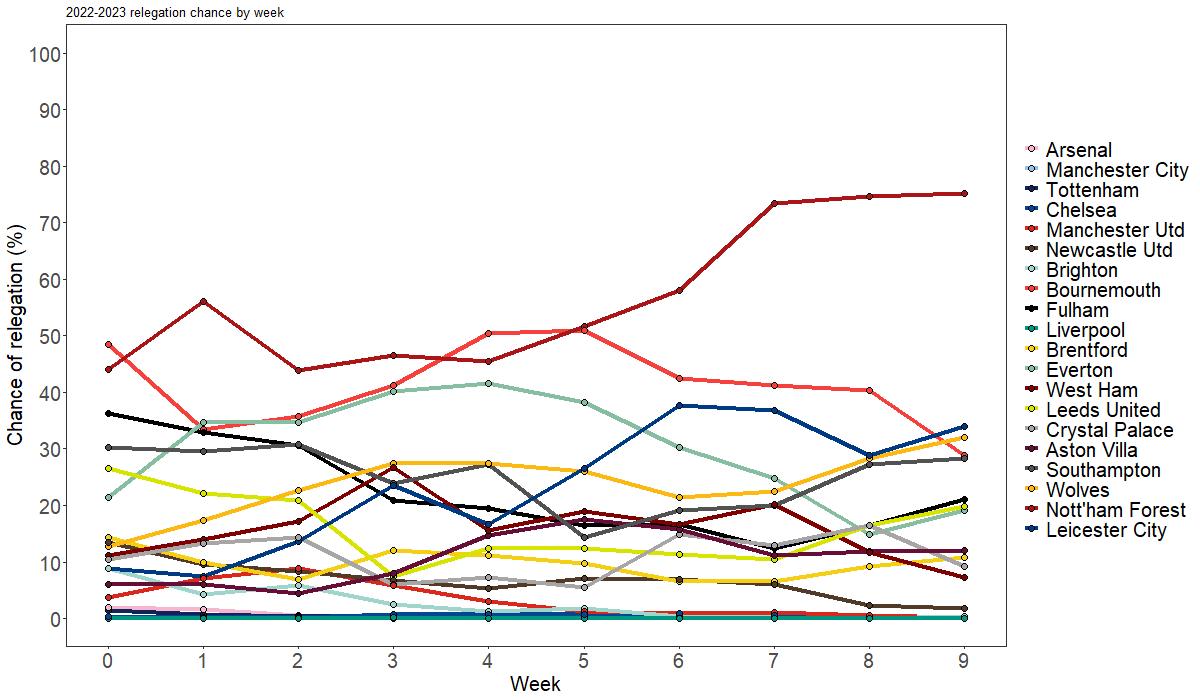 2022-2023 relegation chance by week
Chance of relegation (%)
100
90
80
70
60
50
40
30
20
10
0
0 1 2 3 4 5 6 7 8 9
Week
Arsenal
Manchester City
Tottenham
Chelsea
Manchester Utd
Newcastle Utd
Brighton
Bournemouth
Fulham
Liverpool
Brentford
Everton
West Ham
Leeds United
Crystal Palace
Aston Villa
Southampton
Wolves
Nott'ham Forest
Leicester City